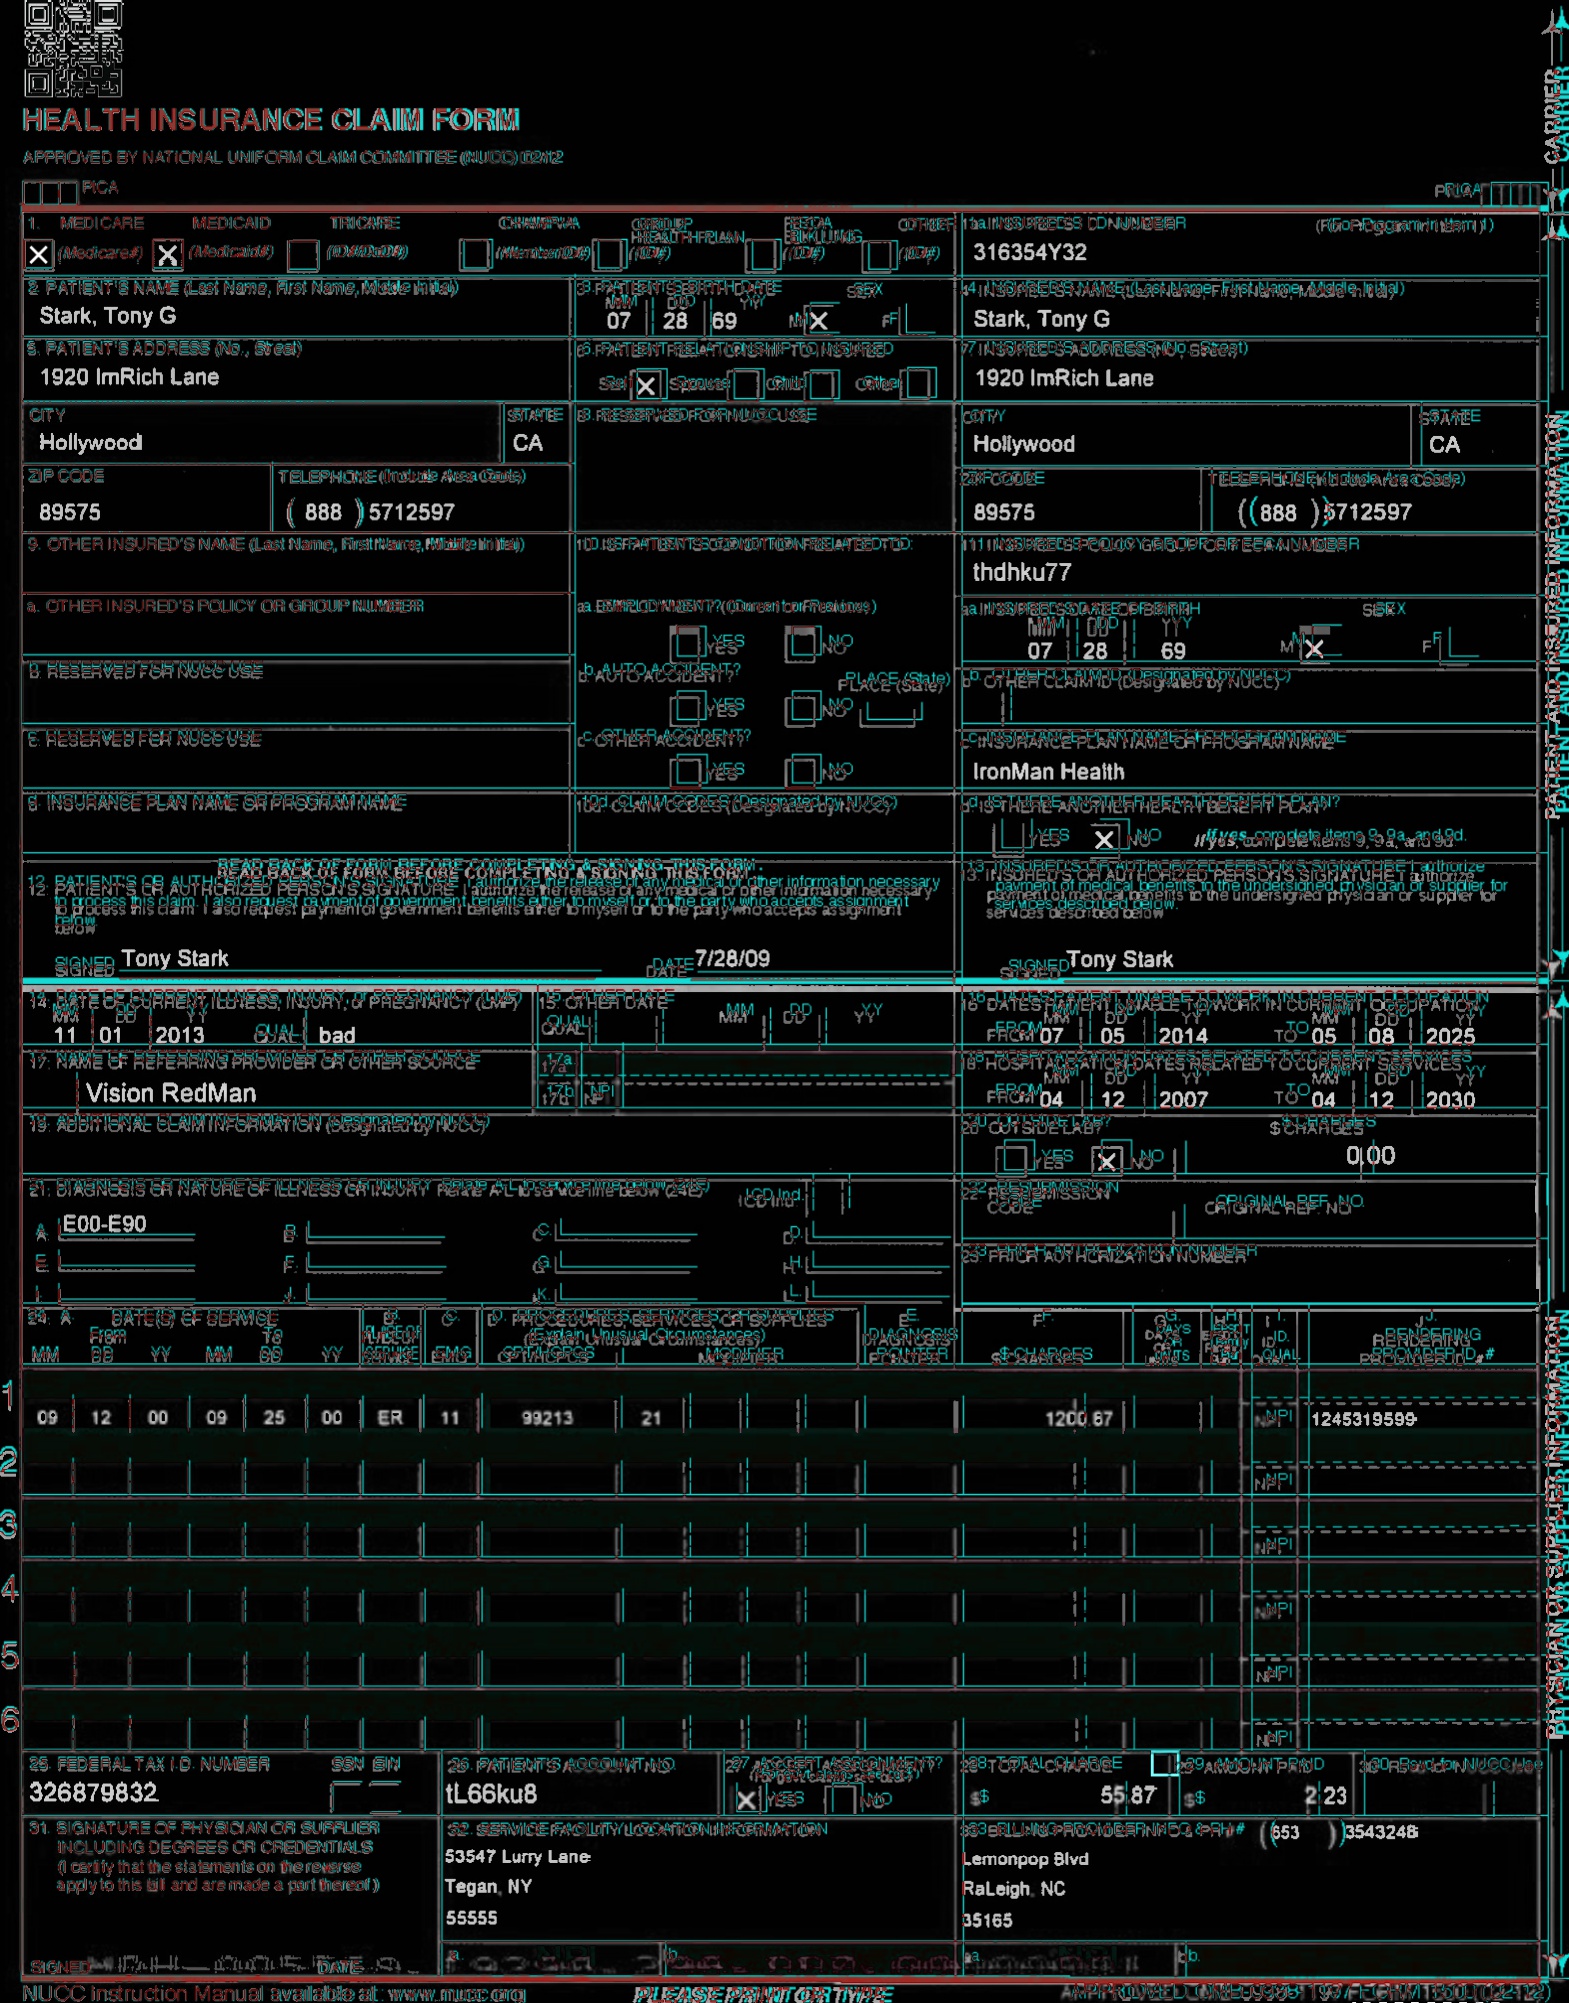 HEALTH INSURANCE CLAIM FORM
APPROVED BY NATIONAL UNIFORM CLAIM COMMITTEE (NUCC) 02/12
PICA
PICA
CARRIER
1. MEDICARE MEDICAID TRICARE CHAMPVA GROUP HEALTH PLAN FECA BLK LUNG OTHER
(Medicare#) (Medicaid#) (ID#/DoD#) (Member ID#) (ID#) (ID#) (ID#)
1a. INSURED'S I.D. NUMBER (For Program in Item 1)
316354Y32
2. PATIENT'S NAME (Last Name, First Name, Middle Initial)
Stark, Tony G
3. PATIENT'S BIRTH DATE SEX
MM DD YY
07 28 69 M X F
4. INSURED'S NAME (Last Name, First Name, Middle Initial)
Stark, Tony G
5. PATIENT'S ADDRESS (No., Street)
1920 ImRich Lane
6. PATIENT RELATIONSHIP TO INSURED
Self X Spouse Child Other
7. INSURED'S ADDRESS (No., Street)
1920 ImRich Lane
CITY STATE
Hollywood CA
8. RESERVED FOR NUCC USE
CITY STATE
Hollywood CA
ZIP CODE TELEPHONE (Include Area Code)
89575 (888) 5712597
ZIP CODE TELEPHONE (Include Area Code)
89575 (888) 5712597
9. OTHER INSURED'S NAME (Last Name, First Name, Middle Initial)
10. IS PATIENT'S CONDITION RELATED TO:
11. INSURED'S POLICY GROUP OR FECA NUMBER
thdhku77
a. OTHER INSURED'S POLICY OR GROUP NUMBER
a. EMPLOYMENT? (Current or Previous)
YES NO
a. INSURED'S DATE OF BIRTH SEX
MM DD YY
07 28 69 M X F
b. RESERVED FOR NUCC USE
b. AUTO ACCIDENT? PLACE (State)
YES NO
b. OTHER CLAIM ID (Designated by NUCC)
c. RESERVED FOR NUCC USE
c. OTHER ACCIDENT?
YES NO
c. INSURANCE PLAN NAME OR PROGRAM NAME
IronMan Health
d. INSURANCE PLAN NAME OR PROGRAM NAME
10d. CLAIM CODES (Designated by NUCC)
d. IS THERE ANOTHER HEALTH BENEFIT PLAN?
YES X NO If yes, complete items 9, 9a, and 9d.
PATIENT AND INSURED INFORMATION
READ BACK OF FORM BEFORE COMPLETING & SIGNING THIS FORM.
12. PATIENT'S OR AUTHORIZED PERSON'S SIGNATURE I authorize the release of any medical or other information necessary
to process this claim. I also request payment of government benefits either to myself or to the party who accepts assignment
below.
SIGNED Tony Stark DATE 7/28/09
13. INSURED'S OR AUTHORIZED PERSON'S SIGNATURE I authorize
payment of medical benefits to the undersigned physician or supplier for
services described below.
SIGNED Tony Stark
14. DATE OF CURRENT ILLNESS, INJURY, or PREGNANCY (LMP)
MM DD YY
11 01 2013 QUAL. bad
15. OTHER DATE
QUAL. MM DD YY
16. DATES PATIENT UNABLE TO WORK IN CURRENT OCCUPATION
MM DD YY MM DD YY
FROM 07 05 2014 TO 05 08 2025
17. NAME OF REFERRING PROVIDER OR OTHER SOURCE
Vision RedMan
17a.
17b. NPI
18. HOSPITALIZATION DATES RELATED TO CURRENT SERVICES
MM DD YY MM DD YY
FROM 04 12 2007 TO 04 12 2030
19. ADDITIONAL CLAIM INFORMATION (Designated by NUCC)
20. OUTSIDE LAB? $ CHARGES
YES X NO 0 00
21. DIAGNOSIS OR NATURE OF ILLNESS OR INJURY Relate A-L to service line below (24E) ICD Ind.
A. E00-E90 B. C. D.
E. F. G. H.
I. J. K. L.
22. RESUBMISSION CODE ORIGINAL REF. NO.
23. PRIOR AUTHORIZATION NUMBER
24. A. DATE(S) OF SERVICE B. C. D. PROCEDURES, SERVICES, OR SUPPLIES E. F. G. H. I. J.
From To PLACE OF SERVICE EMG (Explain Unusual Circumstances) DIAGNOSIS POINTER $ CHARGES DAYS OR UNITS ID. QUAL. RENDERING PROVIDER ID. #
MM DD YY MM DD YY CPT/HCPCS MODIFIER
1 09 12 00 09 25 00 ER 11 99213 21 1200.67 NPI 1245319599
2 NPI
3 NPI
4 NPI
5 NPI
6 NPI
PHYSICIAN OR SUPPLIER INFORMATION
25. FEDERAL TAX I.D. NUMBER SSN EIN
326879832
26. PATIENT'S ACCOUNT NO.
tL66ku8
27. ACCEPT ASSIGNMENT?
X YES NO
28. TOTAL CHARGE
$ 55 87
29. AMOUNT PAID
$ 2 23
30. Rsvd for NUCC Use
31. SIGNATURE OF PHYSICIAN OR SUPPLIER
INCLUDING DEGREES OR CREDENTIALS
(I certify that the statements on the reverse
apply to this bill and are made a part thereof.)
SIGNED DATE
32. SERVICE FACILITY LOCATION INFORMATION
53547 Lurry Lane
Tegan, NY
55555
a. b.
33. BILLING PROVIDER INFO & PH # (653) 3543248
Lemonpop Blvd
RaLeigh, NC
35165
a. b.
NUCC Instruction Manual available at: www.nucc.org
PLEASE PRINT OR TYPE